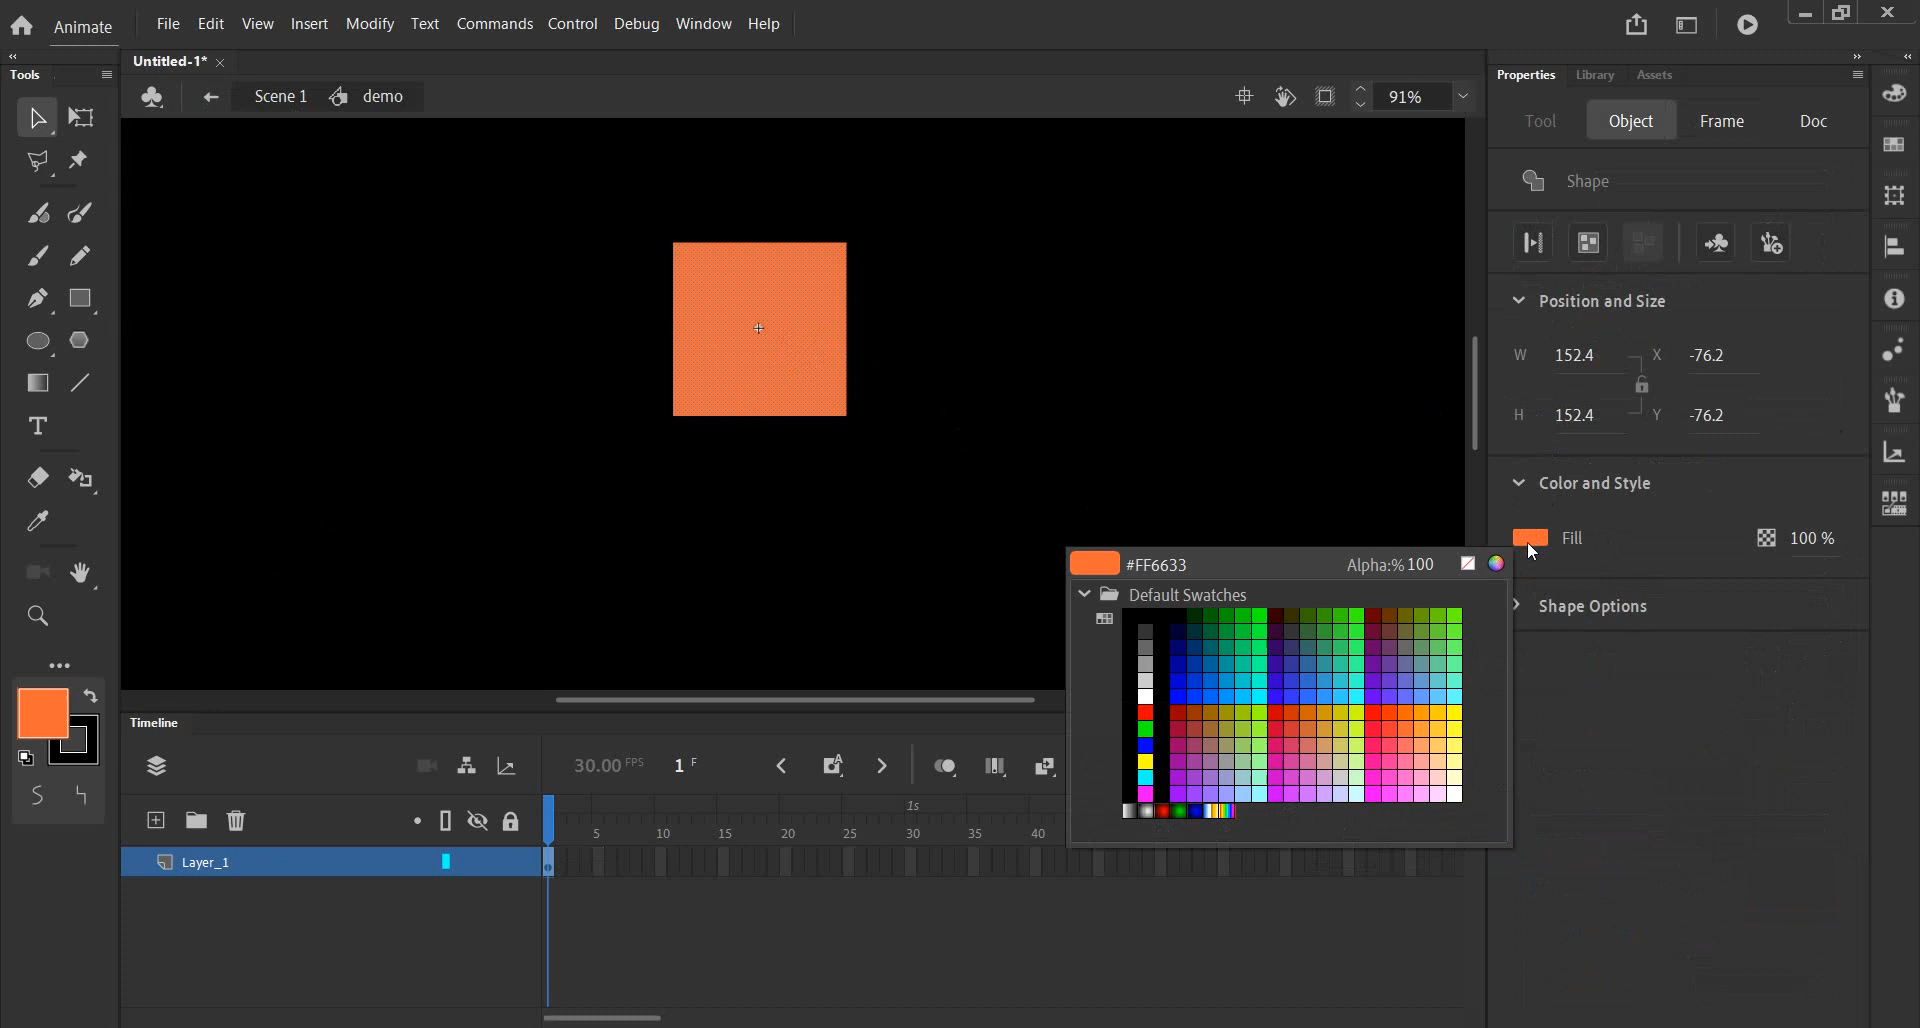 Animate File Edit View Insert Modify Text Commands Control Debug Window Help
Tools
Untitled-1*
Scene 1 demo 91%
Properties Library Assets
Tool Object Frame Doc
Shape
Position and Size
W 152.4 X -76.2
H 152.4 Y -76.2
Color and Style
Fill 100 %
#FF6633 Alpha:% 100
Default Swatches
Shape Options
T
Timeline
30.00 FPS 1 F
1s
5 10 15 20 25 30 35 40
Layer_1